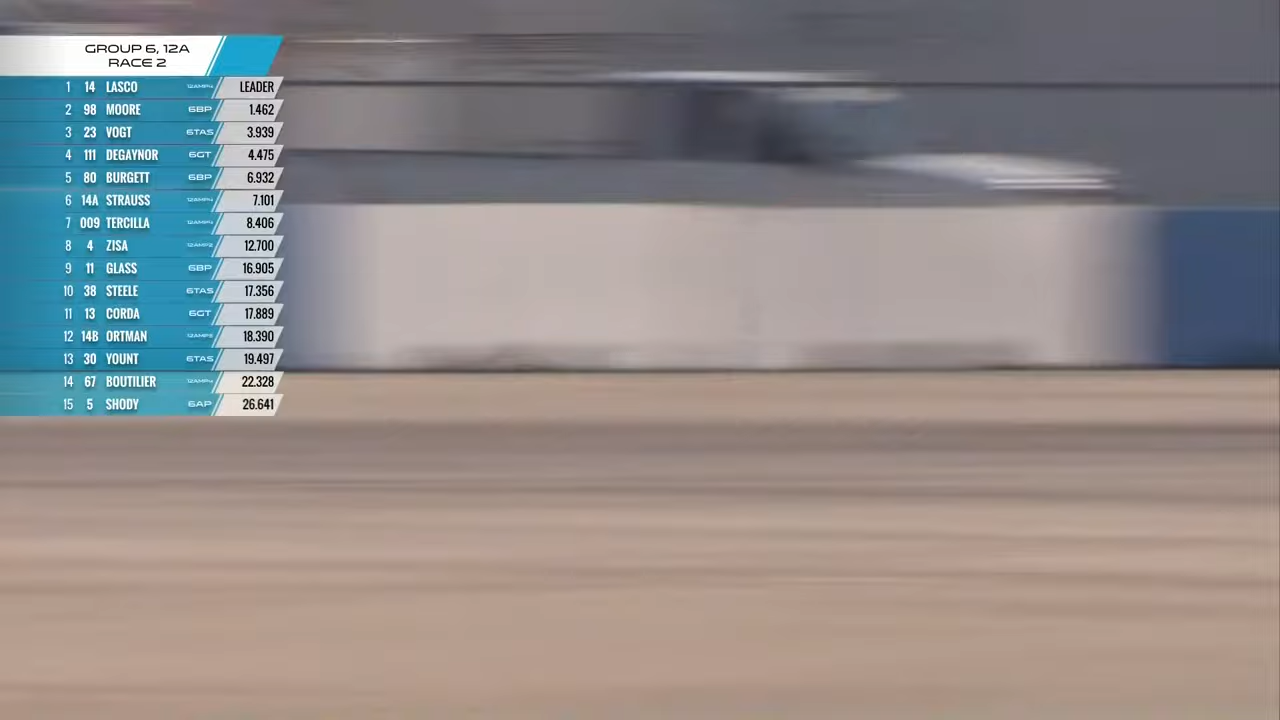 GROUP 6, 12A
RACE 2
1 14 LASCO LEADER
2 98 MOORE 6BP 1.462
3 23 VOGT 6TAS 3.939
4 111 DEGAYNOR 6GT 4.475
5 80 BURGETT 6BP 6.932
6 14A STRAUSS 7.101
7 009 TERCILLA 8.406
8 4 ZISA 12AMP2 12.700
9 11 GLASS 6BP 16.905
10 38 STEELE 6TAS 17.356
11 13 CORDA 6GT 17.889
12 14B ORTMAN 18.390
13 30 YOUNT 6TAS 19.497
14 67 BOUTILIER 22.328
15 5 SHODY 6AP 26.641